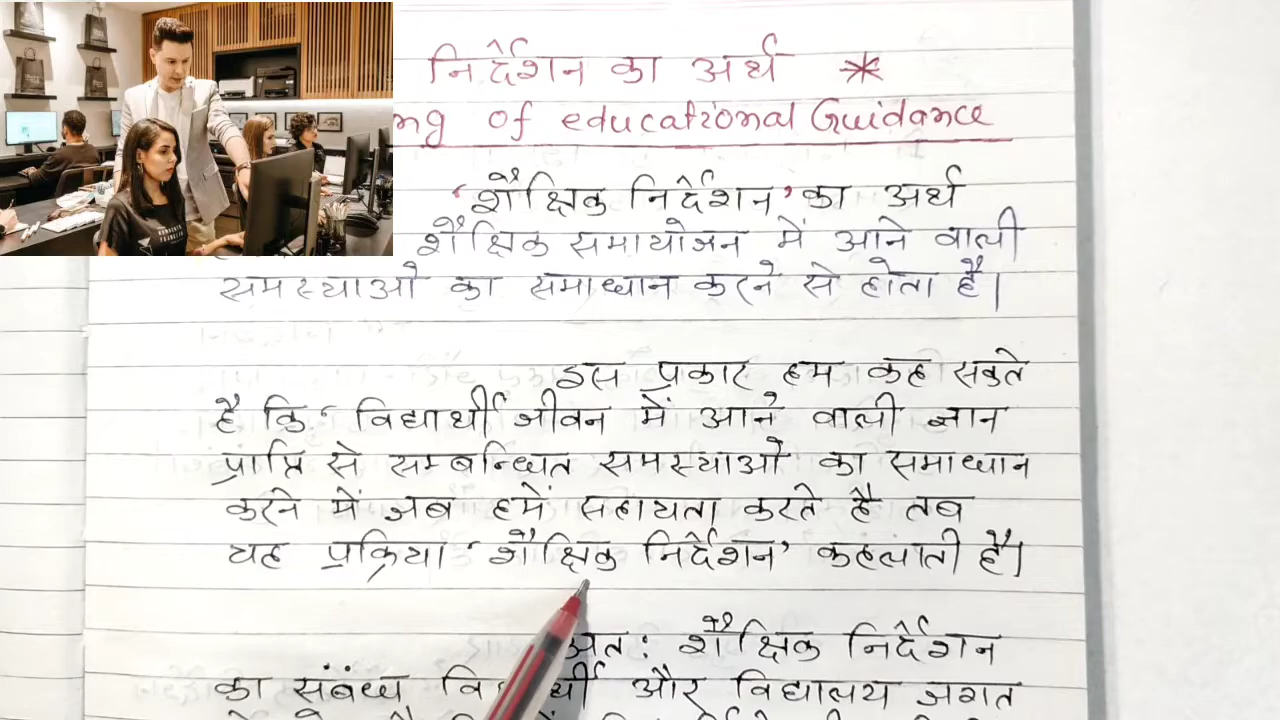 निर्देशन का अर्थ *
ng of educational Guidance
'शैक्षिक निर्देशन' का अर्थ
शैक्षिक समायोजन में आने वाली
समस्याओं का समाधान करने से होता है।
इस प्रकार हम कह सकते
है कि ' विद्यार्थी जीवन में आने वाली ज्ञान
प्राप्ति से सम्बन्धित समस्याओं का समाधान
करने में जब हमें सहायता करते है तब
यह प्रक्रिया ' शैक्षिक निर्देशन' कहलाती है।
अत: शैक्षिक निर्देशन
का संबंध और विद्यालय जगत